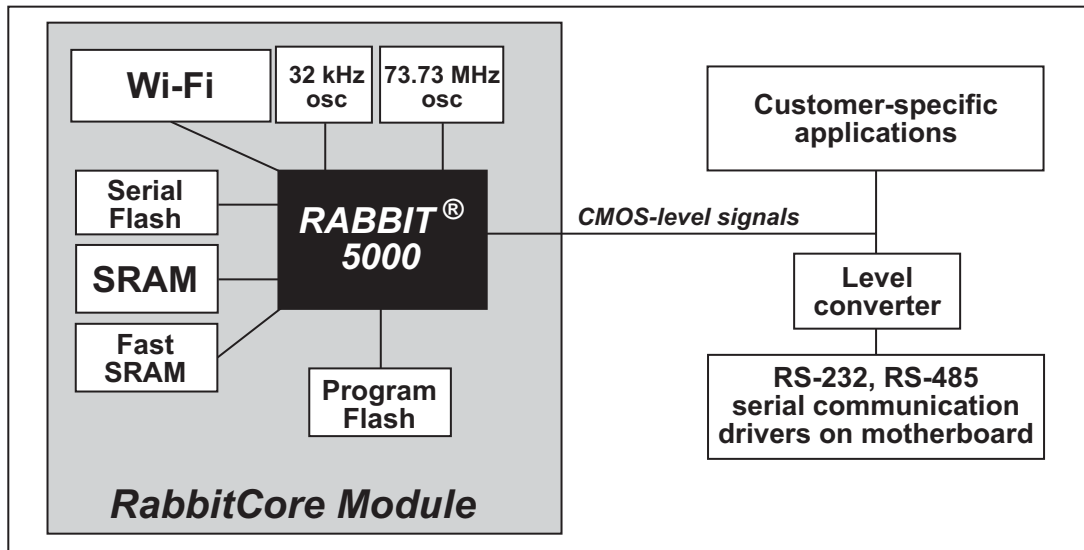 Wi-Fi
32 kHz
osc
73.73 MHz
osc
Serial
Flash
SRAM
Fast
SRAM
RABBIT®
5000
Program
Flash
RabbitCore Module
CMOS-level signals
Customer-specific
applications
Level
converter
RS-232, RS-485
serial communication
drivers on motherboard